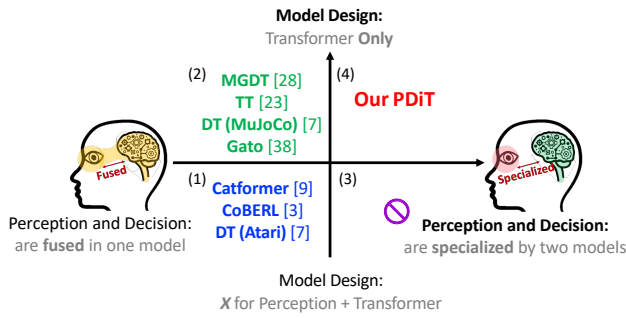 Model Design:
Transformer Only
(2)
(4)
MGDT [28]
TT [23]
DT (MuJoCo) [7]
Gato [38]
Our PDiT
Fused
Specialized
(1)
(3)
Catformer [9]
CoBERL [3]
DT (Atari) [7]
Perception and Decision:
are fused in one model
Perception and Decision:
are specialized by two models
Model Design:
X for Perception + Transformer